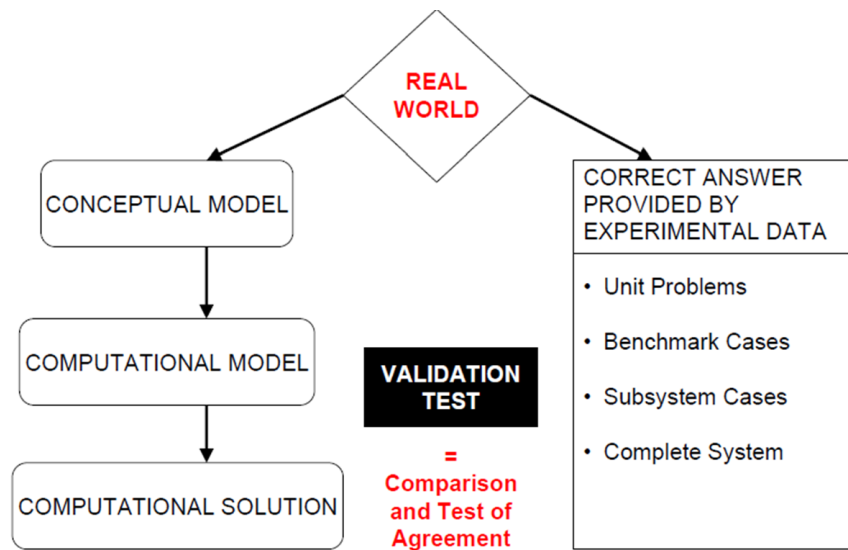 REAL
WORLD
CONCEPTUAL MODEL
COMPUTATIONAL MODEL
COMPUTATIONAL SOLUTION
VALIDATION
TEST
=
Comparison
and Test of
Agreement
CORRECT ANSWER
PROVIDED BY
EXPERIMENTAL DATA
• Unit Problems
• Benchmark Cases
• Subsystem Cases
• Complete System